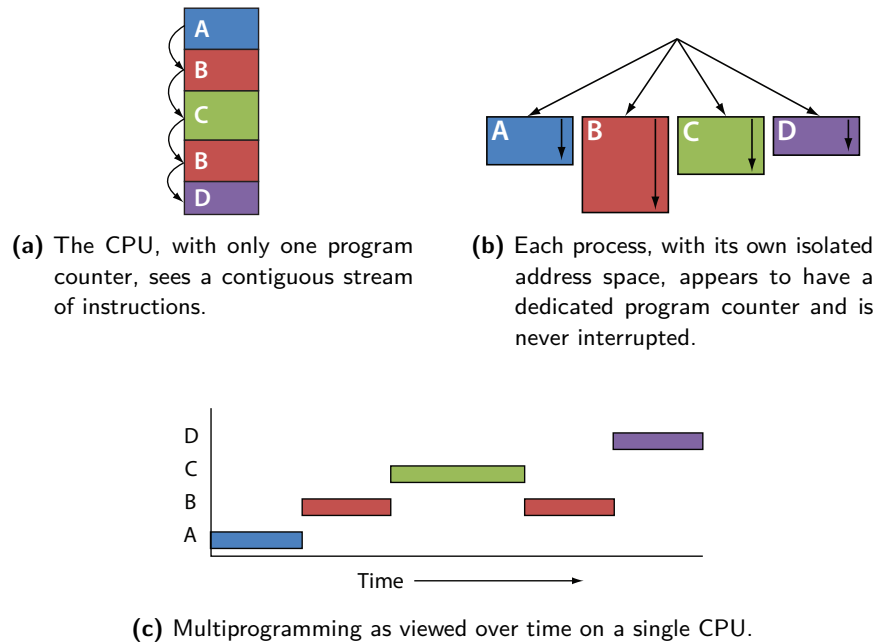 A
B
C
B
D
A
B
C
D
(a) The CPU, with only one program
counter, sees a contiguous stream
of instructions.
(b) Each process, with its own isolated
address space, appears to have a
dedicated program counter and is
never interrupted.
D
C
B
A
Time
(c) Multiprogramming as viewed over time on a single CPU.